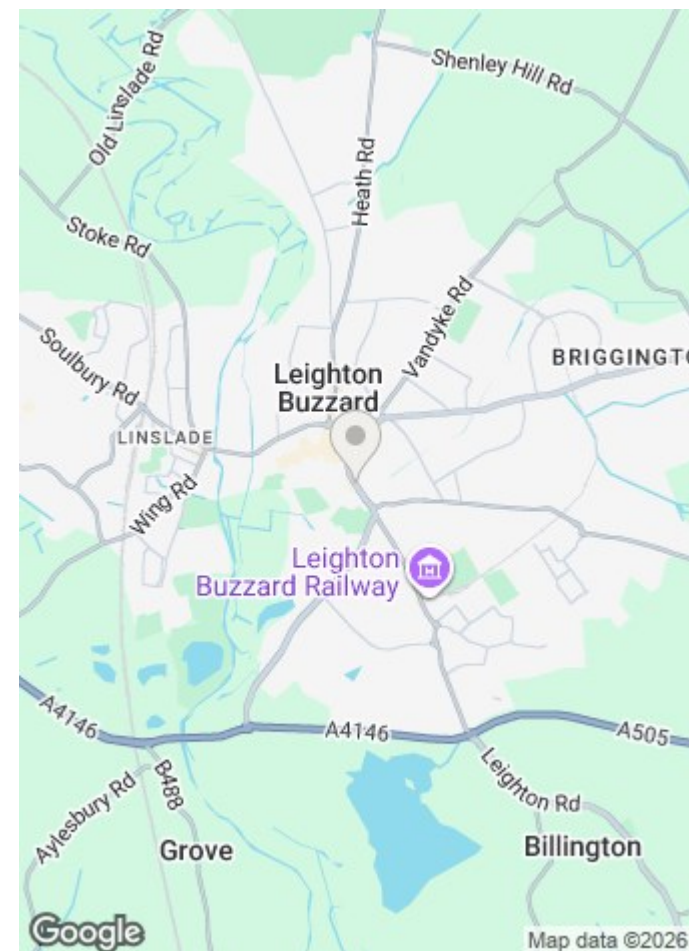 Shenley Hill Rd
Old Linslade Rd
Heath Rd
Stoke Rd
Vandyke Rd
Soulbury Rd
Leighton
Buzzard
BRIGGINGTO
LINSLADE
Wing Rd
Leighton
Buzzard Railway
A4146
A4146
A505
B488
Aylesbury Rd
Leighton Rd
Grove
Billington
Google
Map data ©2026